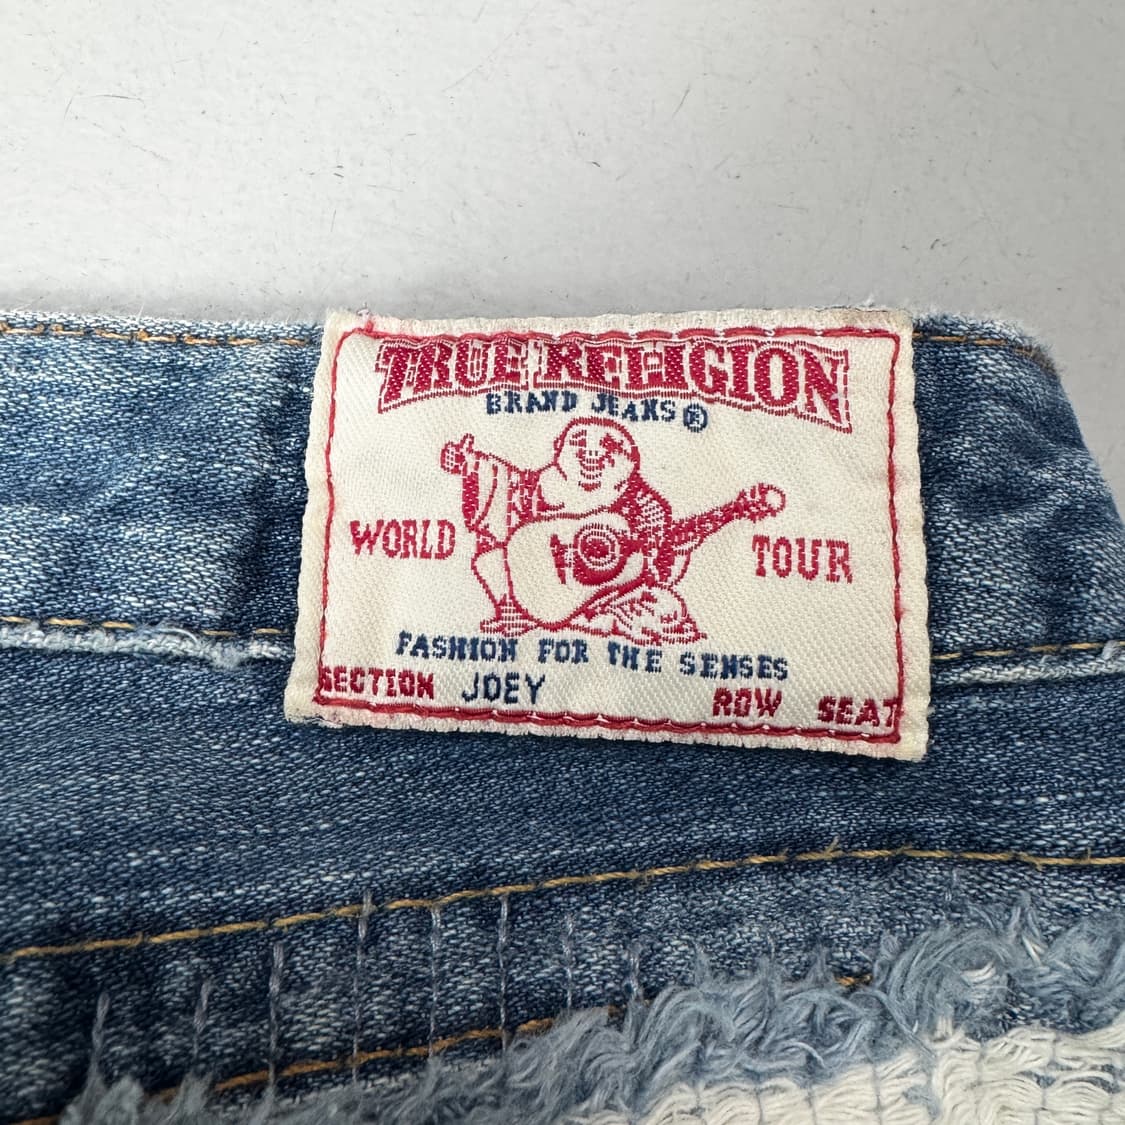 TRUE RELIGION
BRAND JEANS®
WORLD TOUR
FASHION FOR THE SENSES
SECTION JOEY ROW SEAT